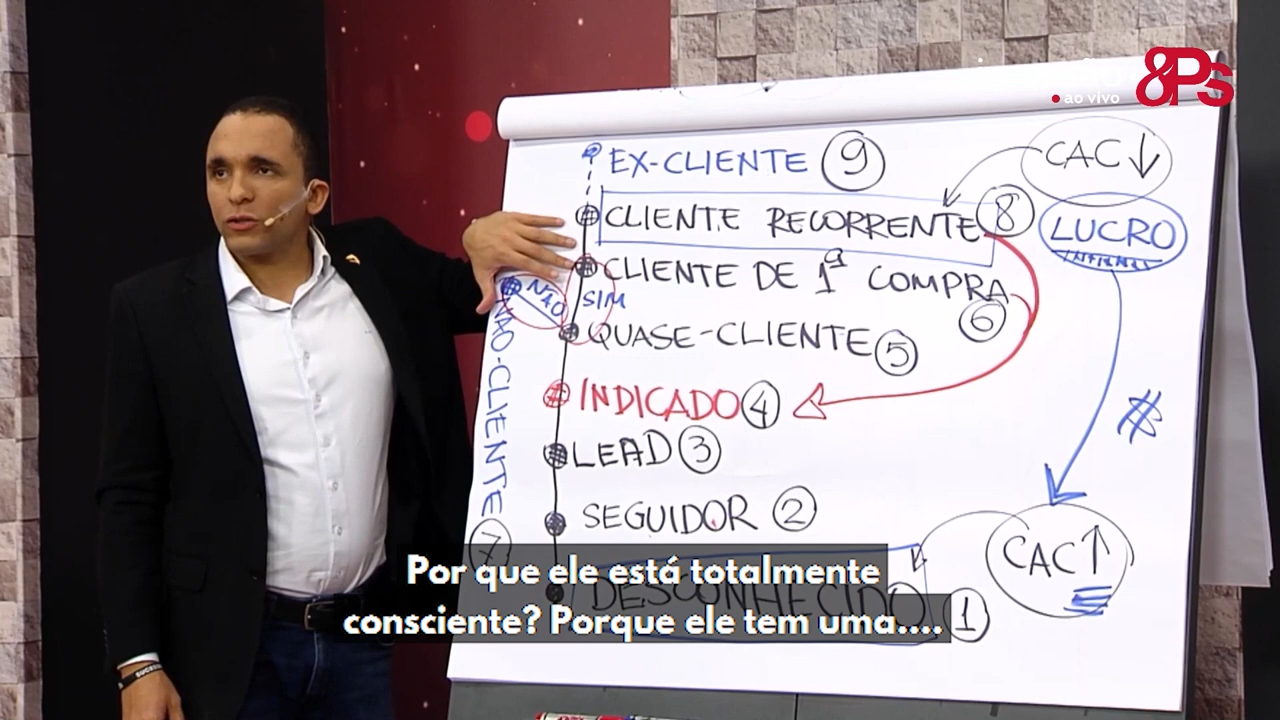 8Ps
ao vivo
EX-CLIENTE 9
CAC↓
CLIENTE RECORRENTE 8
LUCRO
CLIENTE DE 1ª COMPRA
6
NÃO
SIM
QUASE-CLIENTE 5
NÃO-CLIENTE 7
INDICADO 4
#
LEAD 3
SEGUIDOR 2
CAC↑
DESCONHECIDO 1
Por que ele está totalmente
consciente? Porque ele tem uma....